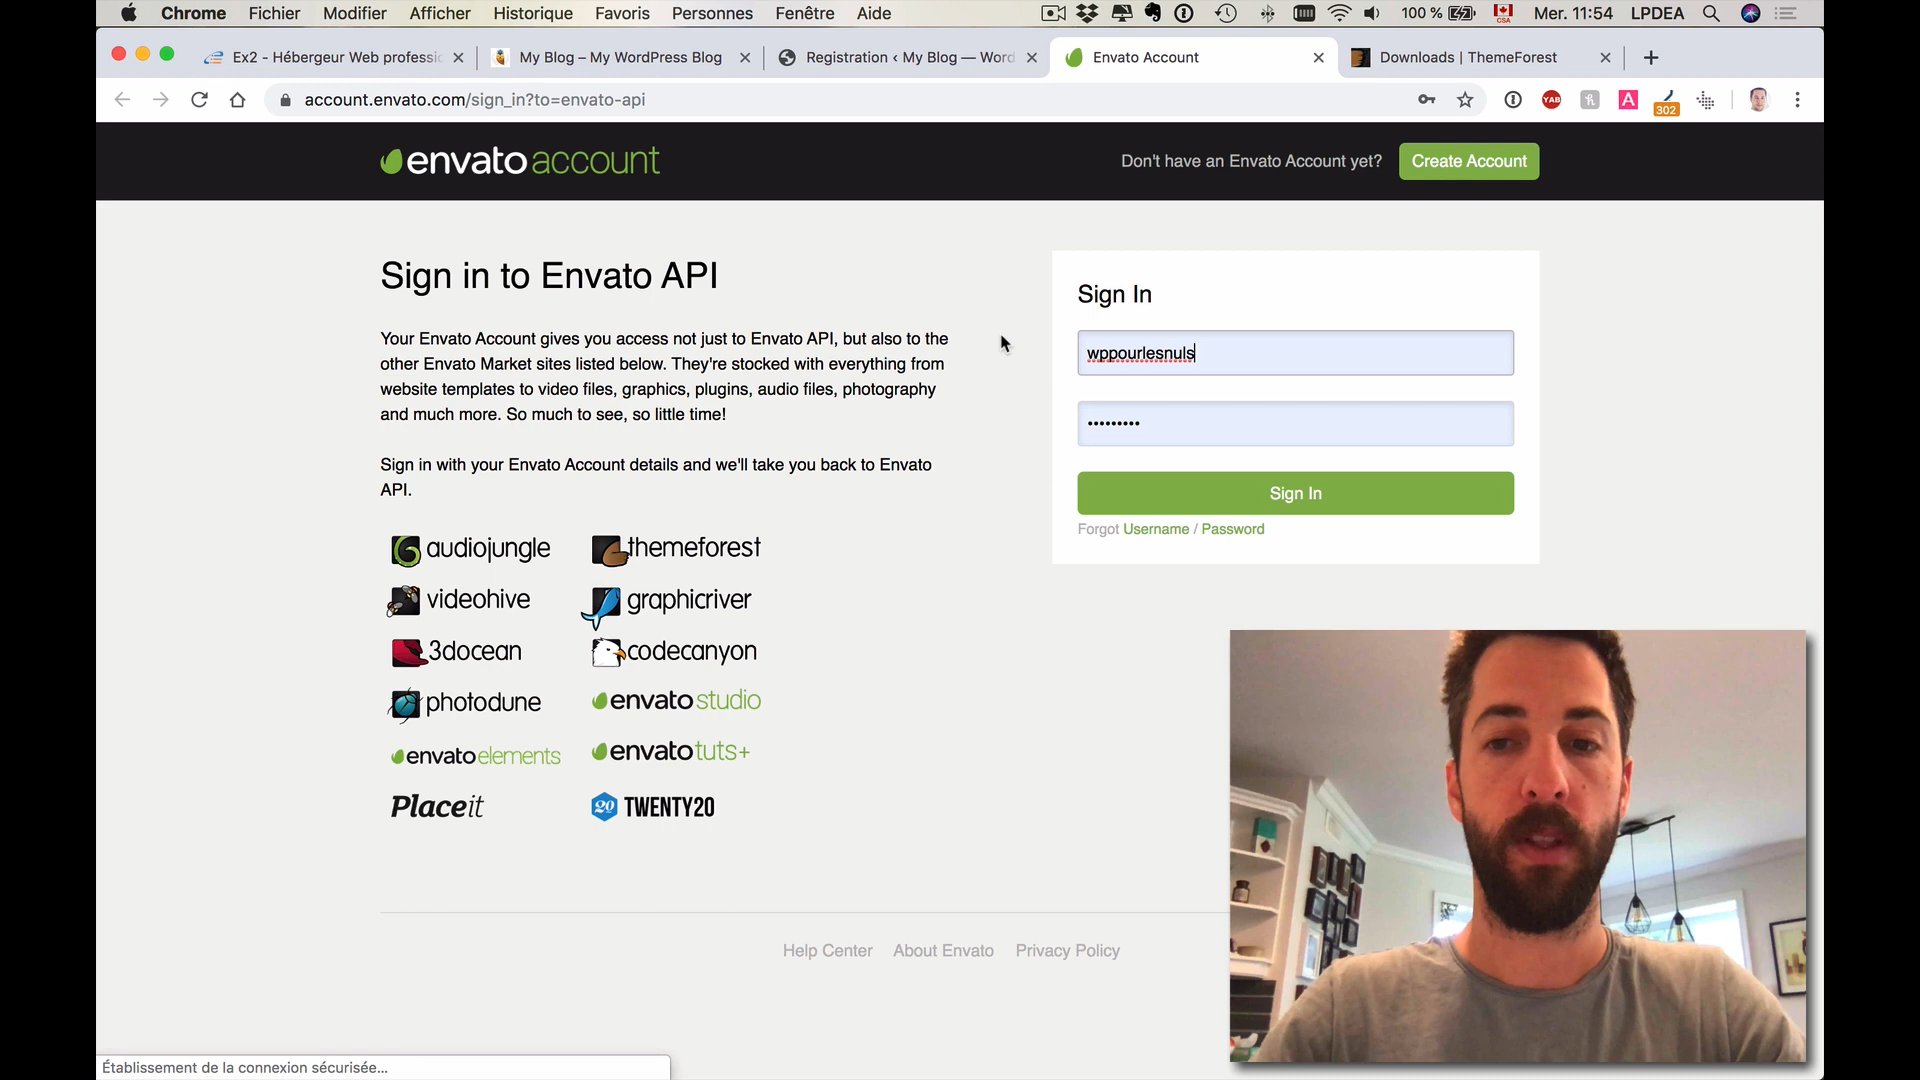 Chrome Fichier Modifier Afficher Historique Favoris Personnes Fenêtre Aide 100 % CSA Mer. 11:54 LPDEA
Ex2 - Hébergeur Web professic
My Blog – My WordPress Blog
Registration ‹ My Blog — Word
Envato Account
Downloads | ThemeForest
account.envato.com/sign_in?to=envato-api
YAB
302
envato account
Don't have an Envato Account yet?
Create Account
Sign in to Envato API
Your Envato Account gives you access not just to Envato API, but also to the
other Envato Market sites listed below. They're stocked with everything from
website templates to video files, graphics, plugins, audio files, photography
and much more. So much to see, so little time!
Sign in with your Envato Account details and we'll take you back to Envato
API.
audiojungle
themeforest
videohive
graphicriver
3docean
codecanyon
photodune
envato studio
envato elements
envato tuts+
Placeit
20 TWENTY20
Sign In
wppourlesnuls
•••••••••
Sign In
Forgot Username / Password
Help Center About Envato Privacy Policy
Établissement de la connexion sécurisée...